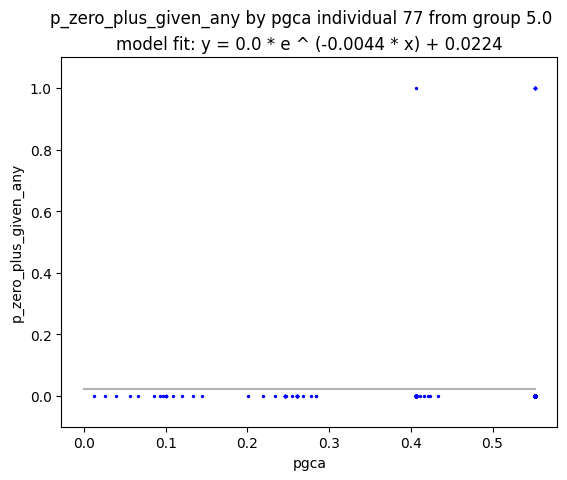 p_zero_plus_given_any by pgca individual 77 from group 5.0
model fit: y = 0.0 * e ^ (-0.0044 * x) + 0.0224
1.0
0.8
0.6
0.4
0.2
0.0
p_zero_plus_given_any
0.0 0.1 0.2 0.3 0.4 0.5
pgca